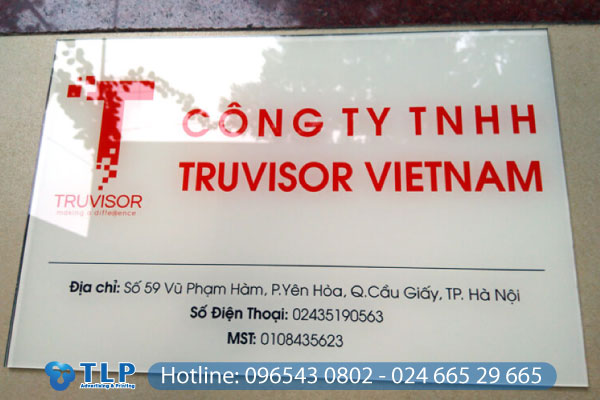 CÔNG TY TNHH
TRUVISOR VIETNAM
TRUVISOR
making a difference
Địa chỉ: Số 59 Vũ Phạm Hàm, P.Yên Hòa, Q.Cầu Giấy, TP. Hà Nội
Số Điện Thoại: 02435190563
MST: 0108435623
TLP
Advertising & Printing
Hotline: 096543 0802 - 024 665 29 665